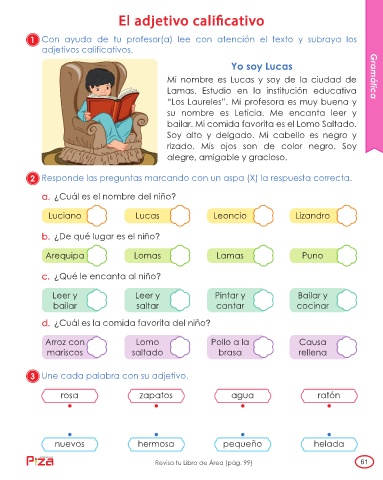 El adjetivo calificativo
1 Con ayuda de tu profesor(a) lee con atención el texto y subraya los
adjetivos calificativos.
Gramática
Yo soy Lucas
Mi nombre es Lucas y soy de la ciudad de
Lamas. Estudio en la institución educativa
“Los Laureles”. Mi profesora es muy buena y
su nombre es Leticia. Me encanta leer y
bailar. Mi comida favorita es el Lomo Saltado.
Soy alto y delgado. Mi cabello es negro y
rizado. Mis ojos son de color negro. Soy
alegre, amigable y gracioso.
2 Responde las preguntas marcando con un aspa (X) la respuesta correcta.
a. ¿Cuál es el nombre del niño?
Luciano Lucas Leoncio Lizandro
b. ¿De qué lugar es el niño?
Arequipa Lomas Lamas Puno
c. ¿Qué le encanta al niño?
Leer y Leer y Pintar y Bailar y
bailar saltar cantar cocinar
d. ¿Cuál es la comida favorita del niño?
Arroz con Lomo Pollo a la Causa
mariscos saltado brasa rellena
3 Une cada palabra con su adjetivo.
rosa zapatos agua ratón
nuevos hermosa pequeño helada
Revisa tu Libro de Área (pág. 99) 61